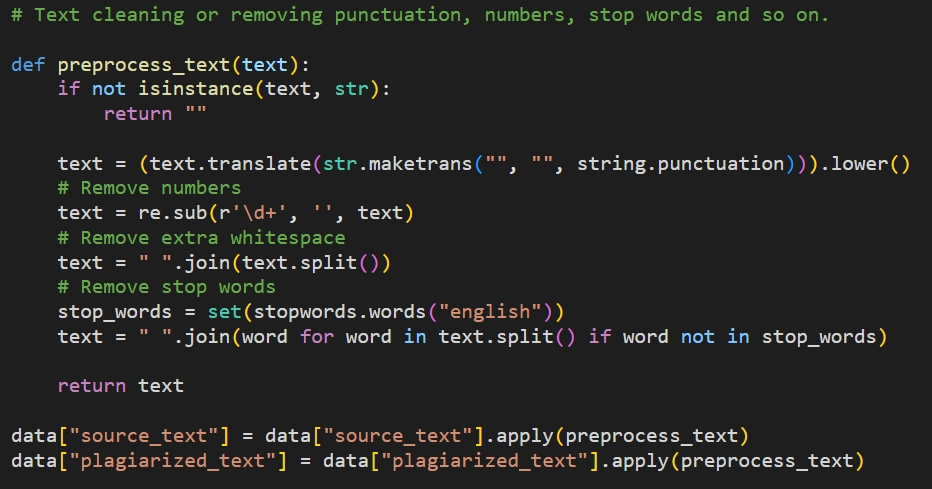 # Text cleaning or removing punctuation, numbers, stop words and so on.

def preprocess_text(text):
    if not isinstance(text, str):
        return ""

    text = (text.translate(str.maketrans("", "", string.punctuation))).lower()
    # Remove numbers
    text = re.sub(r'\d+', '', text)
    # Remove extra whitespace
    text = " ".join(text.split())
    # Remove stop words
    stop_words = set(stopwords.words("english"))
    text = " ".join(word for word in text.split() if word not in stop_words)

    return text

data["source_text"] = data["source_text"].apply(preprocess_text)
data["plagiarized_text"] = data["plagiarized_text"].apply(preprocess_text)